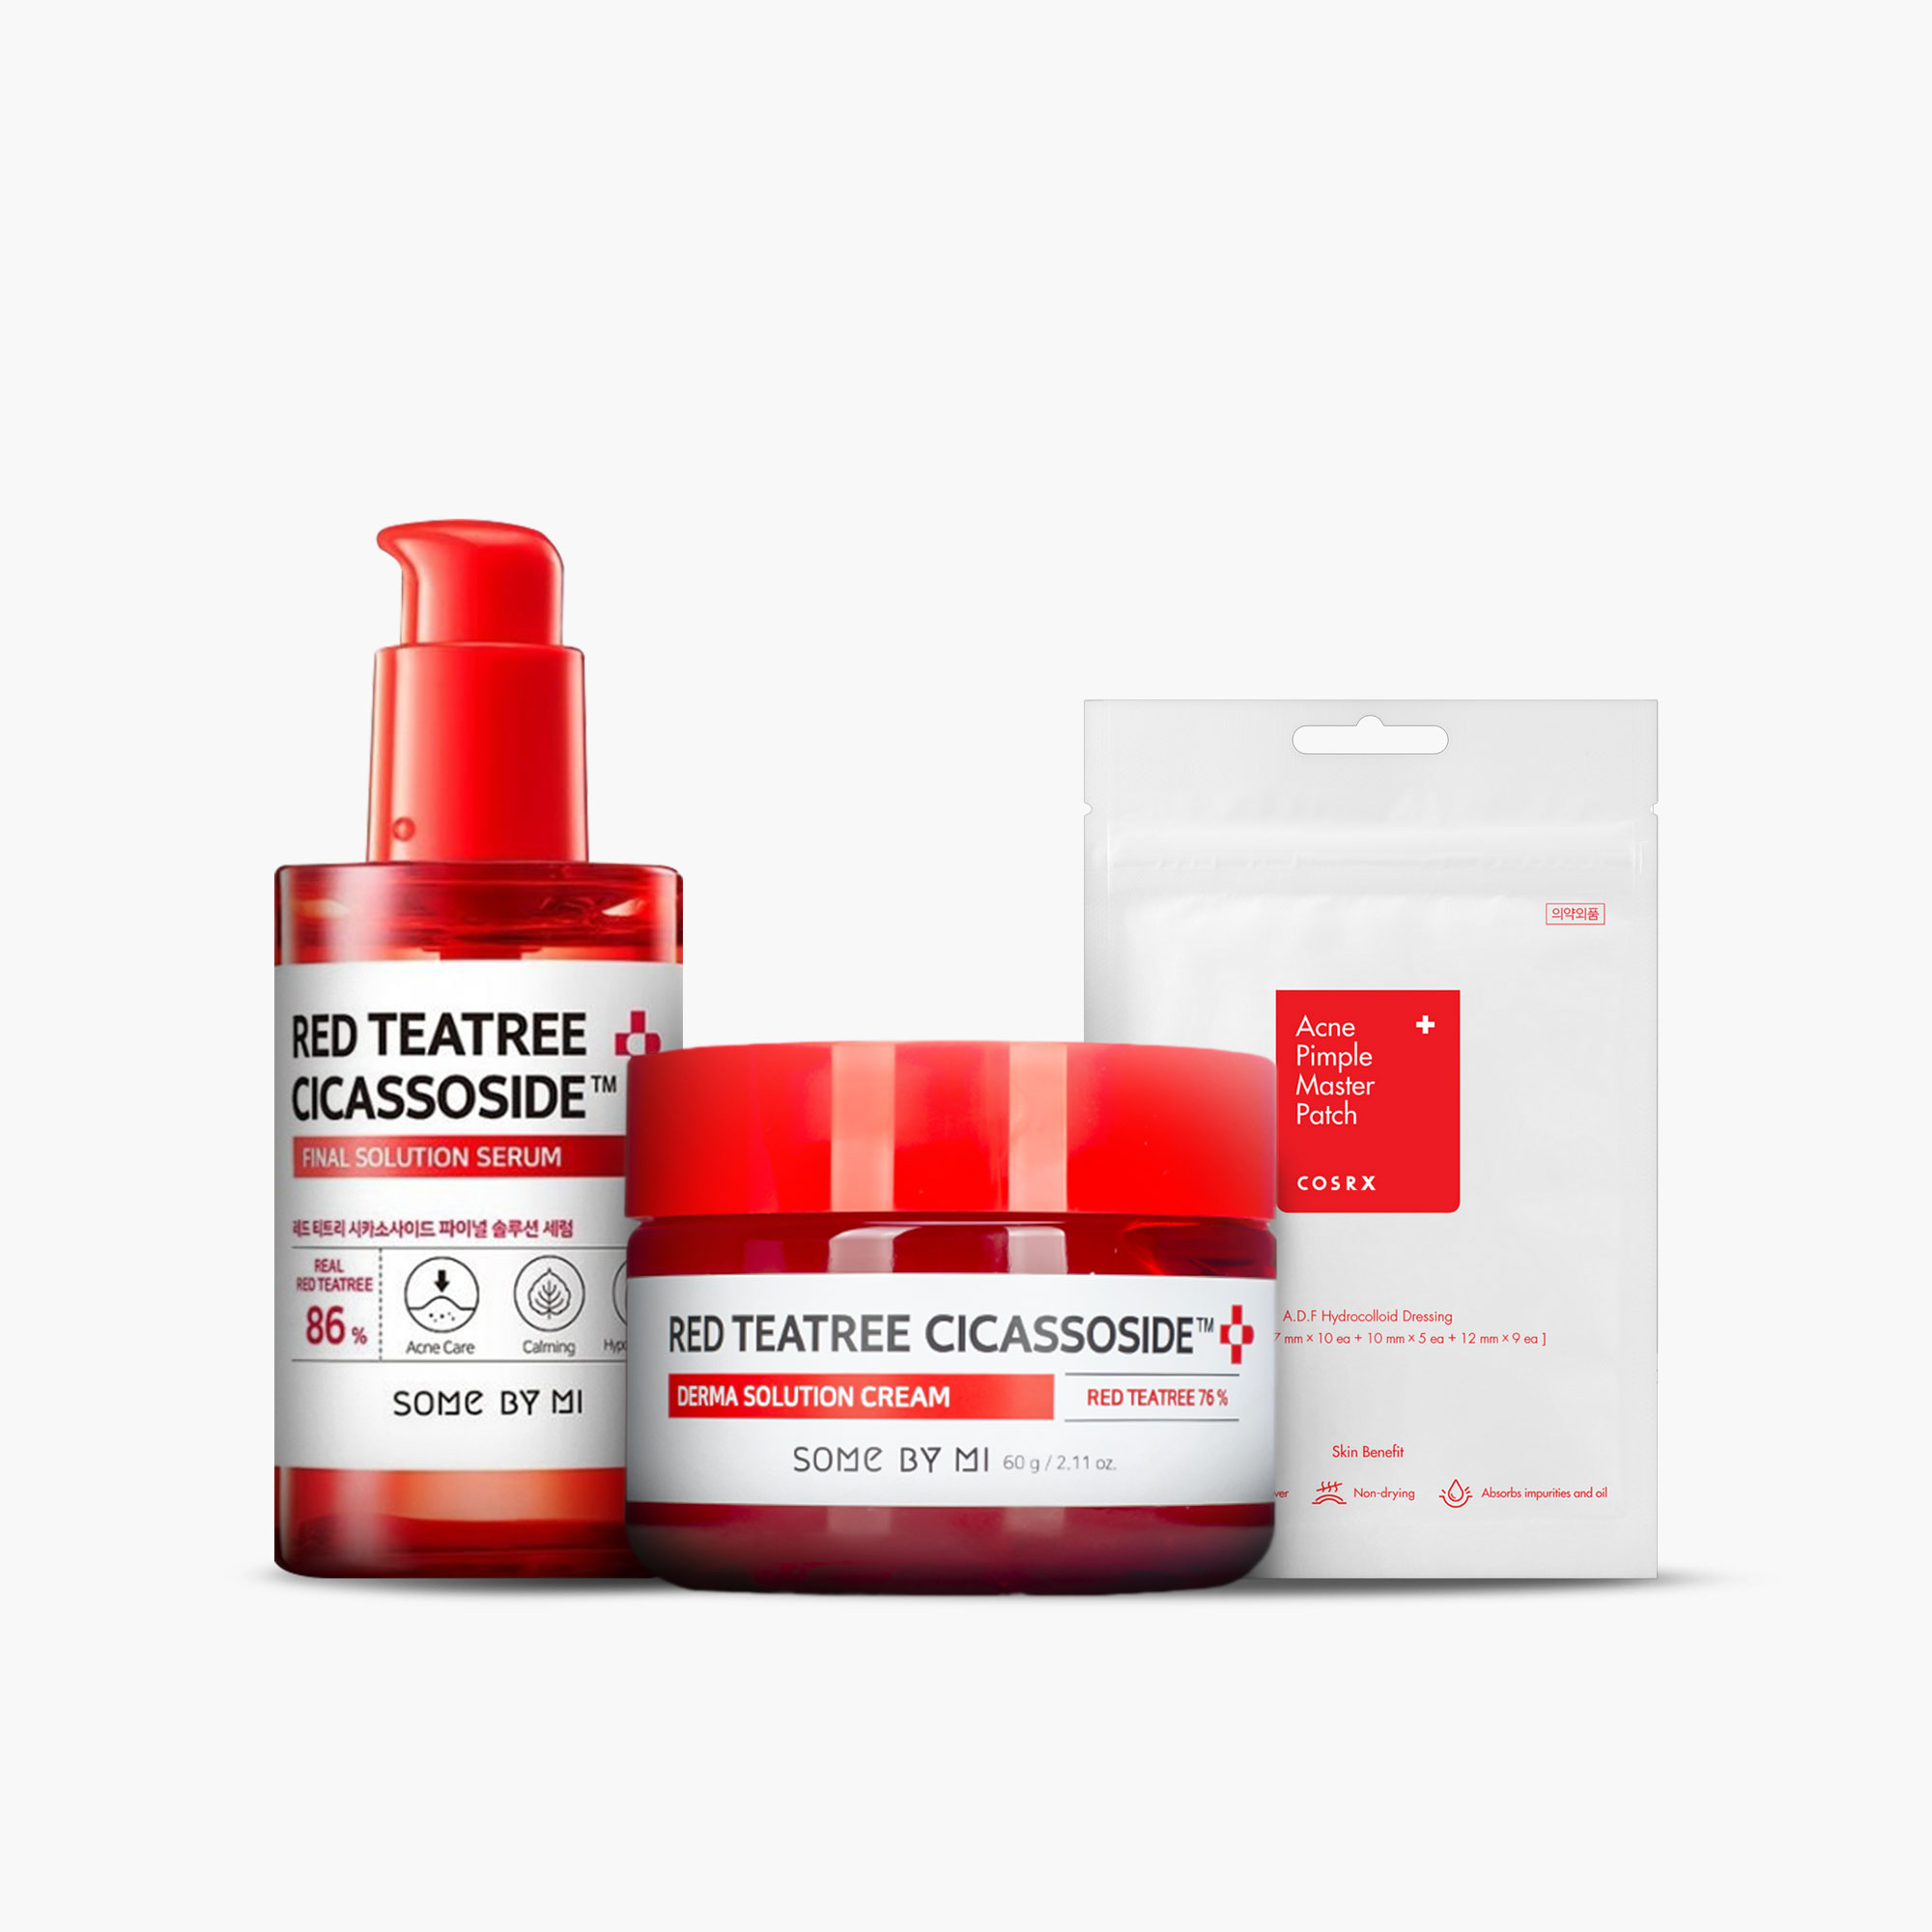 RED TEATREE
CICASSOSIDE™
FINAL SOLUTION SERUM
레드 티트리 시카소사이드 파이널 솔루션 세럼
REAL
RED TEATREE
86 %
Acne Care
Calming
SOME BY MI
RED TEATREE CICASSOSIDE™
DERMA SOLUTION CREAM
RED TEATREE 76 %
SOME BY MI 60 g / 2.11 oz.
의약외품
Acne
Pimple
Master
Patch
COSRX
A.D.F Hydrocolloid Dressing
7 mm × 10 ea + 10 mm × 5 ea + 12 mm × 9 ea ]
Skin Benefit
Non-drying
Absorbs impurities and oil